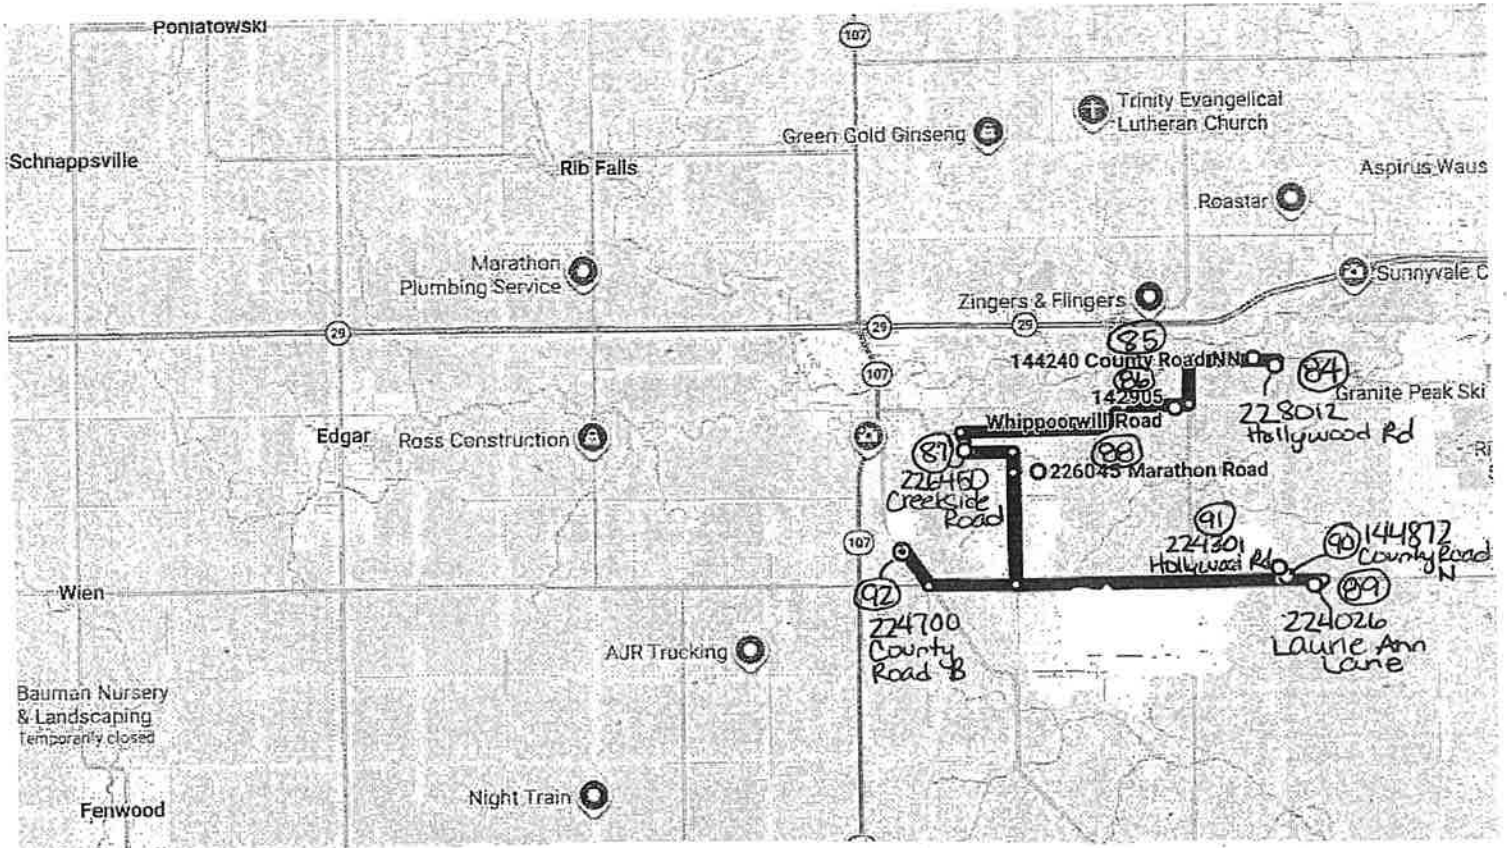 Poniatowski
107
Trinity Evangelical
Lutheran Church
Green Gold Ginseng
Schnappsville
Rib Falls
Aspirus Waus
Roastar
Marathon
Plumbing Service
Sunnyvale C
Zingers & Flingers
29
29
29
85
144240 County Road NN
107
86
84
142905
Granite Peak Ski
228012
Hollywood Rd
Whippoorwill Road
Edgar
Ross Construction
87
88
Ri
226045 Marathon Road
226450
Creekside
Road
91
107
224301
Hollywood Rd
90
144872
County Road
N
Wien
92
89
224700
County
Road B
224026
Laurie Ann
Lane
AJR Trucking
Bauman Nursery
& Landscaping
Temporarily closed
Night Train
Fenwood